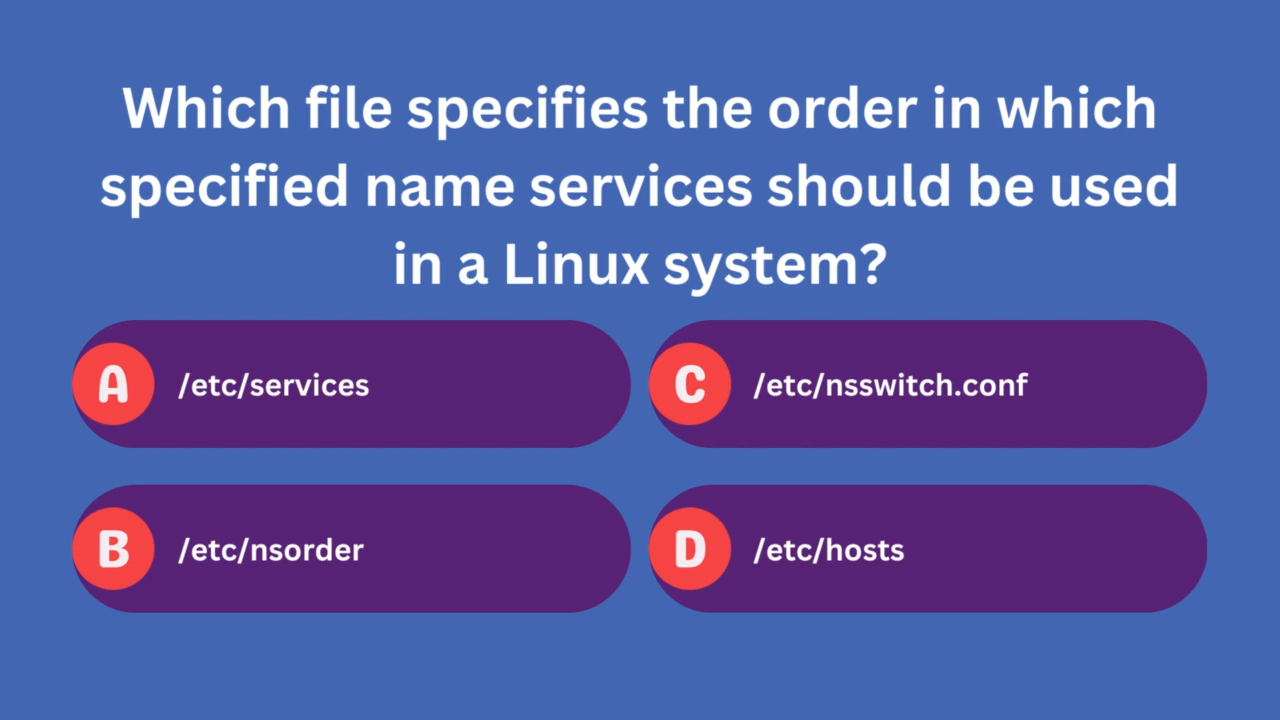 Which file specifies the order in which
specified name services should be used
in a Linux system?
A /etc/services
C /etc/nsswitch.conf
B /etc/nsorder
D /etc/hosts